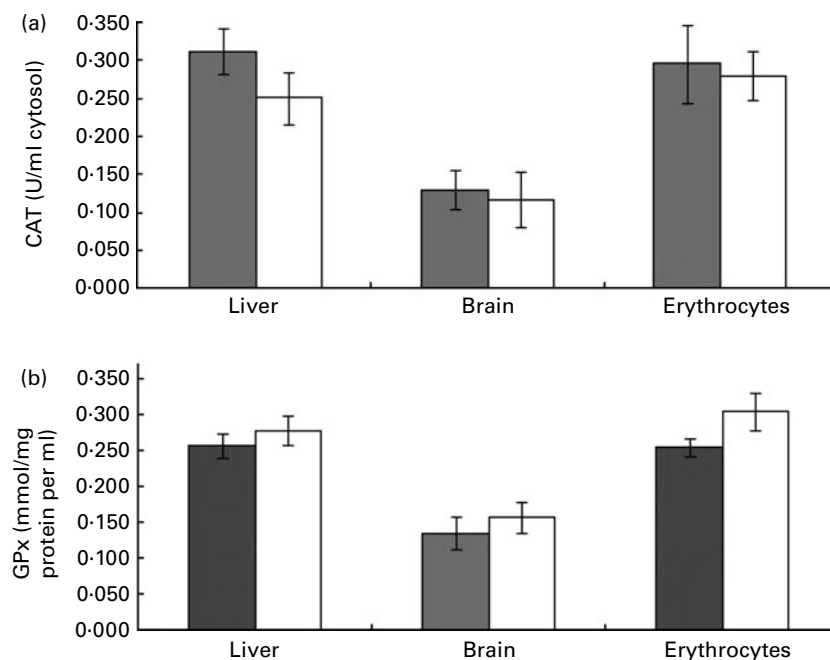 (a)
CAT (U/ml cytosol)
0·350
0·300
0·250
0·200
0·150
0·100
0·050
0·000
Liver Brain Erythrocytes
(b)
GPx (mmol/mg
protein per ml)
0·350
0·300
0·250
0·200
0·150
0·100
0·050
0·000
Liver Brain Erythrocytes